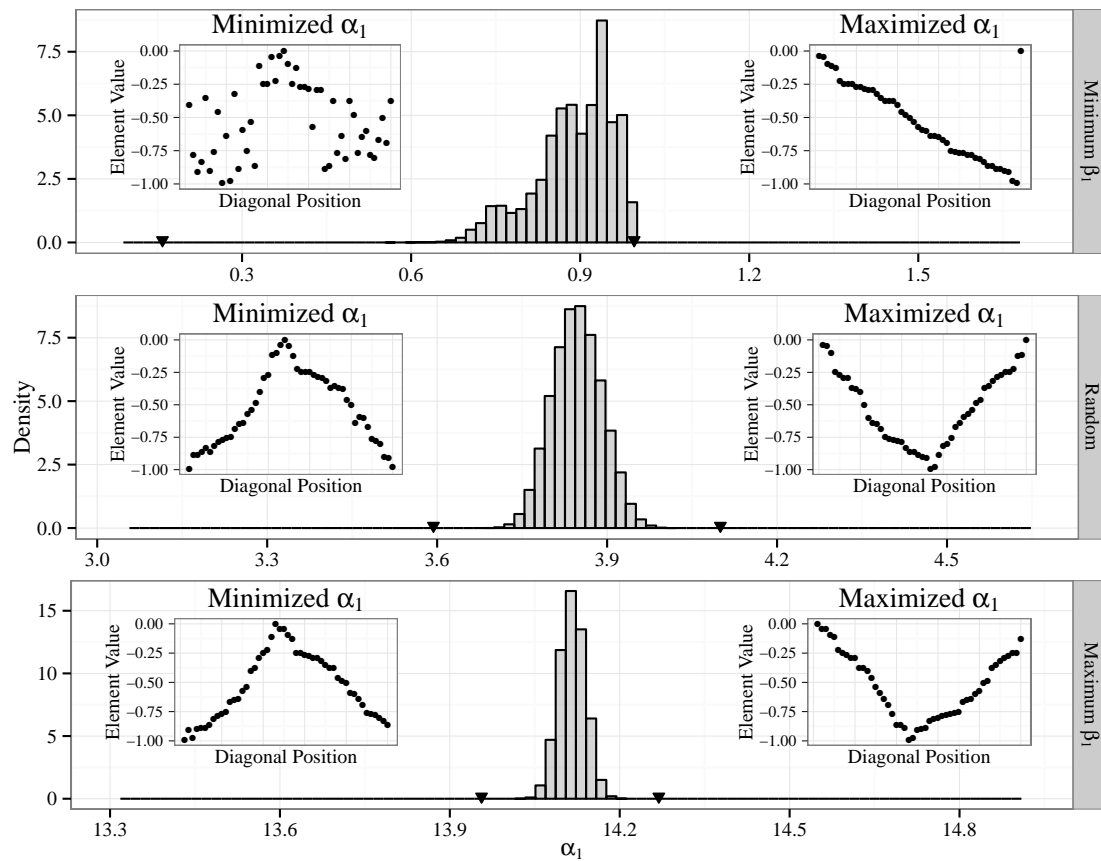 Minimized α1
Maximized α1
Element Value
0.00
−0.25
−0.50
−0.75
−1.00
Diagonal Position
Element Value
0.00
−0.25
−0.50
−0.75
−1.00
Diagonal Position
7.5
5.0
2.5
0.0
0.3
0.6
0.9
1.2
1.5
Minimum β1
Minimized α1
Maximized α1
Element Value
0.00
−0.25
−0.50
−0.75
−1.00
Diagonal Position
Element Value
0.00
−0.25
−0.50
−0.75
−1.00
Diagonal Position
Density
7.5
5.0
2.5
0.0
3.0
3.3
3.6
3.9
4.2
4.5
Random
Minimized α1
Maximized α1
Element Value
0.00
−0.25
−0.50
−0.75
−1.00
Diagonal Position
Element Value
0.00
−0.25
−0.50
−0.75
−1.00
Diagonal Position
15
10
5
0
13.3
13.6
13.9
14.2
14.5
14.8
Maximum β1
α1